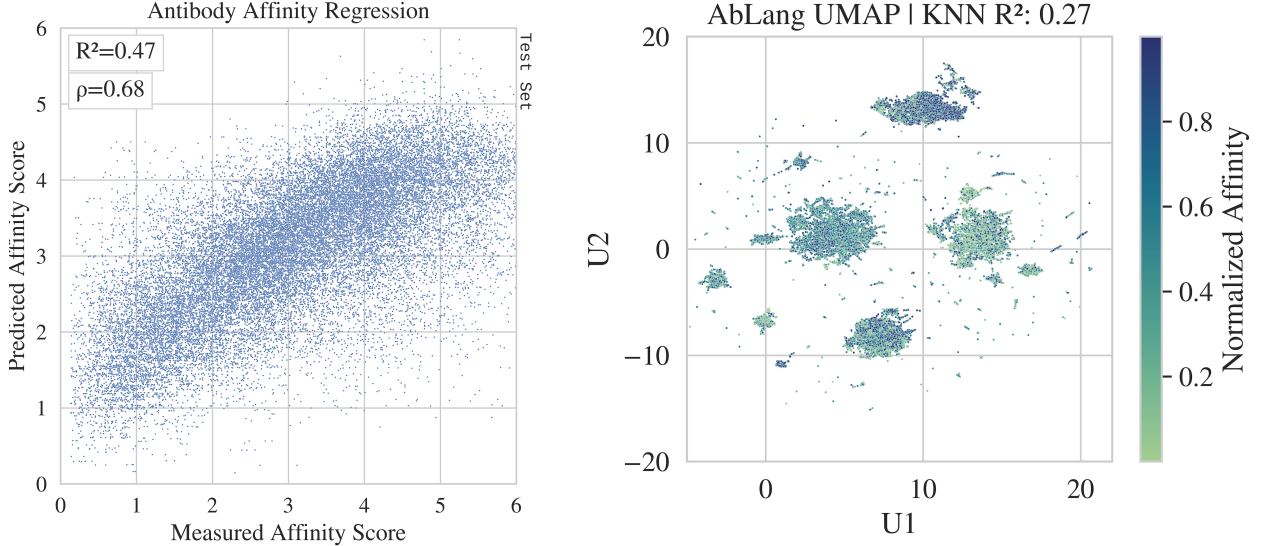 Antibody Affinity Regression
R²=0.47
ρ=0.68
Test Set
Predicted Affinity Score
6
5
4
3
2
1
0
0 1 2 3 4 5 6
Measured Affinity Score
AbLang UMAP | KNN R²: 0.27
U2
20
10
0
−10
−20
0 10 20
U1
0.8
0.6
0.4
0.2
Normalized Affinity